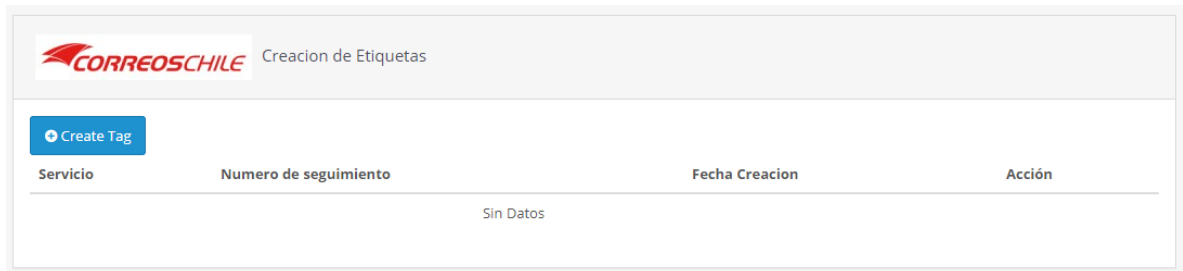 CORREOSCHILE Creacion de Etiquetas
Create Tag
Servicio Numero de seguimiento Fecha Creacion Acción
Sin Datos